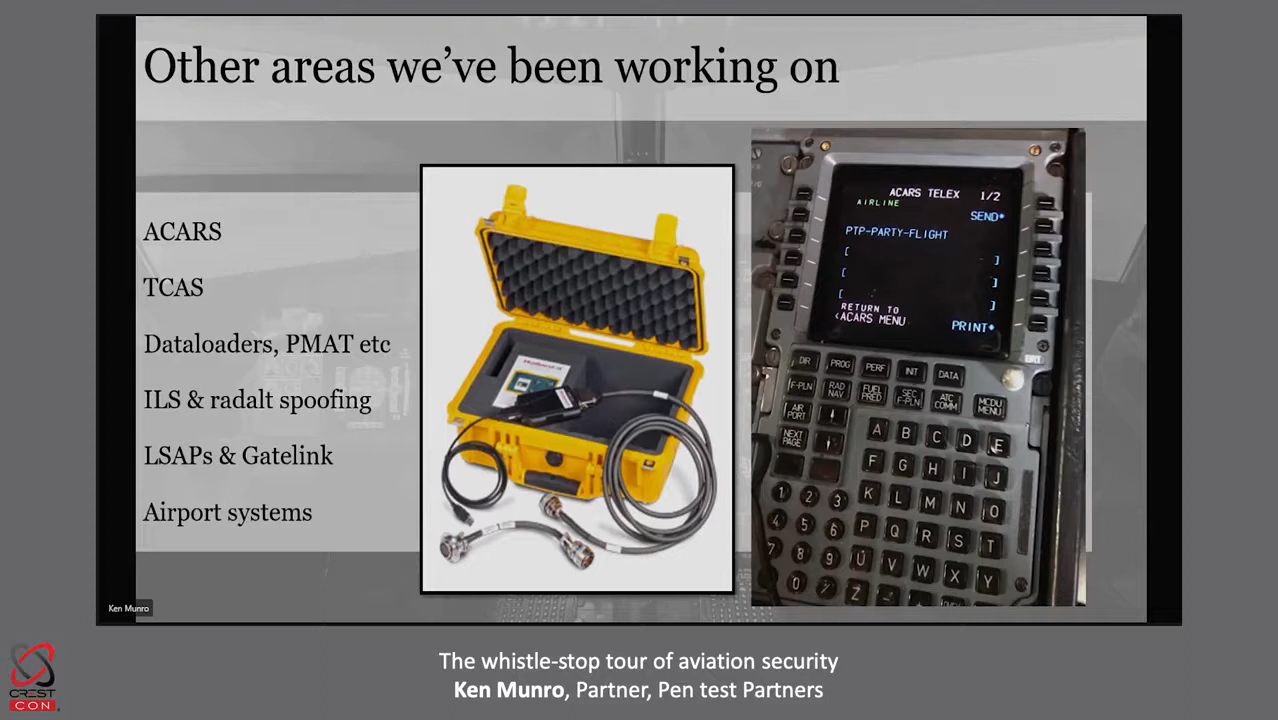 Other areas we've been working on
ACARS
TCAS
Dataloaders, PMAT etc
ILS & radalt spoofing
LSAPs & Gatelink
Airport systems
ACARS TELEX 1/2
AIRLINE
SEND*
PTP-PARTY-FLIGHT
[ ]
[ ]
[ ]
RETURN TO
<ACARS MENU
PRINT*
BRT
DIR PROG PERF INIT DATA
F-PLN RAD NAV FUEL PRED SEC F-PLN ATC COMM MCDU MENU
AIR PORT
NEXT PAGE
A B C D E
F G H I J
K L M N O
P Q R S T
U V W X Y
Z
1 2 3
4 5 6
7 8 9
0
Ken Munro
The whistle-stop tour of aviation security
Ken Munro, Partner, Pen test Partners
CREST
CON